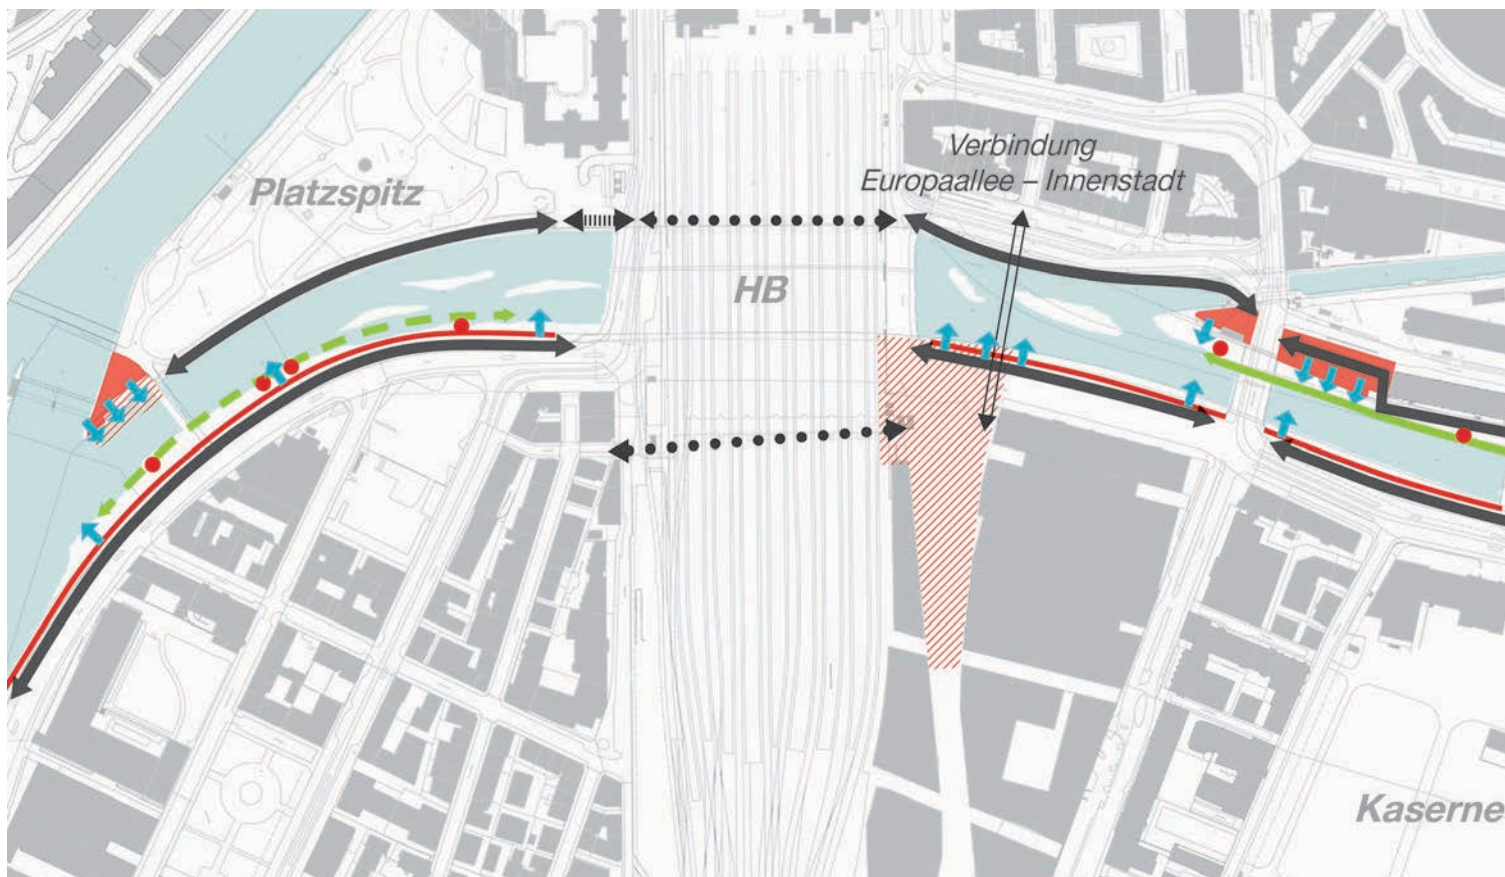 Verbindung
Europaallee – Innenstadt
Platzspitz
HB
Kaserne